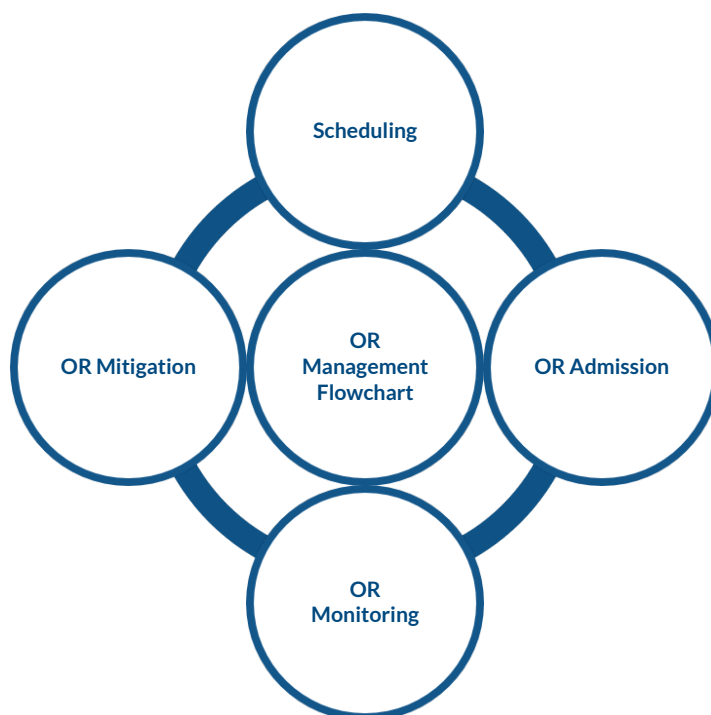 Scheduling
OR Mitigation
OR
Management
Flowchart
OR Admission
OR
Monitoring